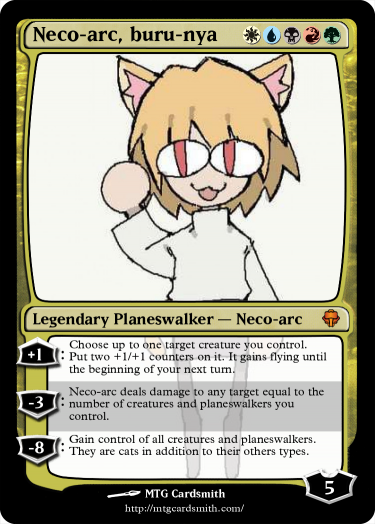 Neco-arc, buru-nya
Legendary Planeswalker — Neco-arc
+1
: Choose up to one target creature you control.
Put two +1/+1 counters on it. It gains flying until
the beginning of your next turn.
-3
: Neco-arc deals damage to any target equal to the
number of creatures and planeswalkers you
control.
-8
: Gain control of all creatures and planeswalkers.
They are cats in addition to their others types.
5
MTG Cardsmith
http://mtgcardsmith.com/